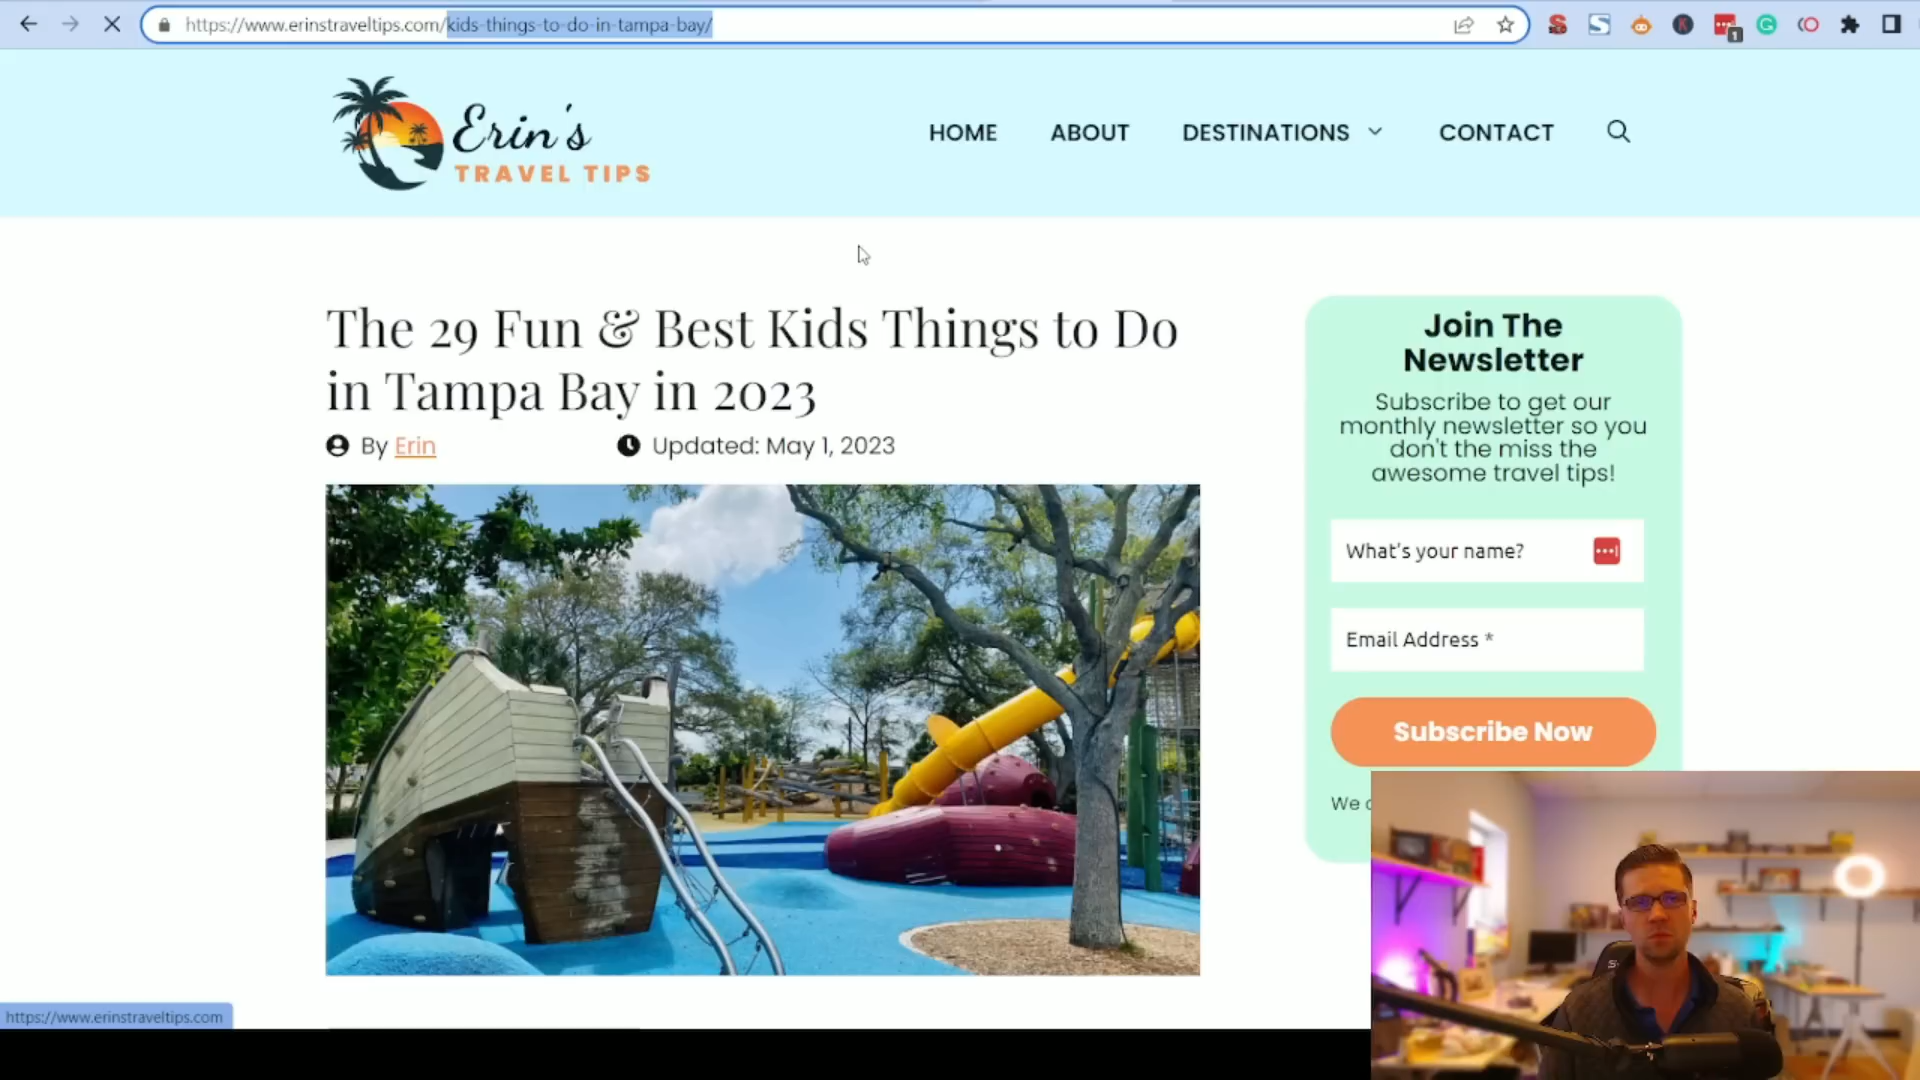 https://www.erinstraveltips.com/kids-things-to-do-in-tampa-bay/
1
Erin's
TRAVEL TIPS
HOME
ABOUT
DESTINATIONS
CONTACT
The 29 Fun & Best Kids Things to Do
in Tampa Bay in 2023
By Erin
Updated: May 1, 2023
Join The
Newsletter
Subscribe to get our
monthly newsletter so you
don't the miss the
awesome travel tips!
What's your name?
Email Address *
Subscribe Now
We
https://www.erinstraveltips.com